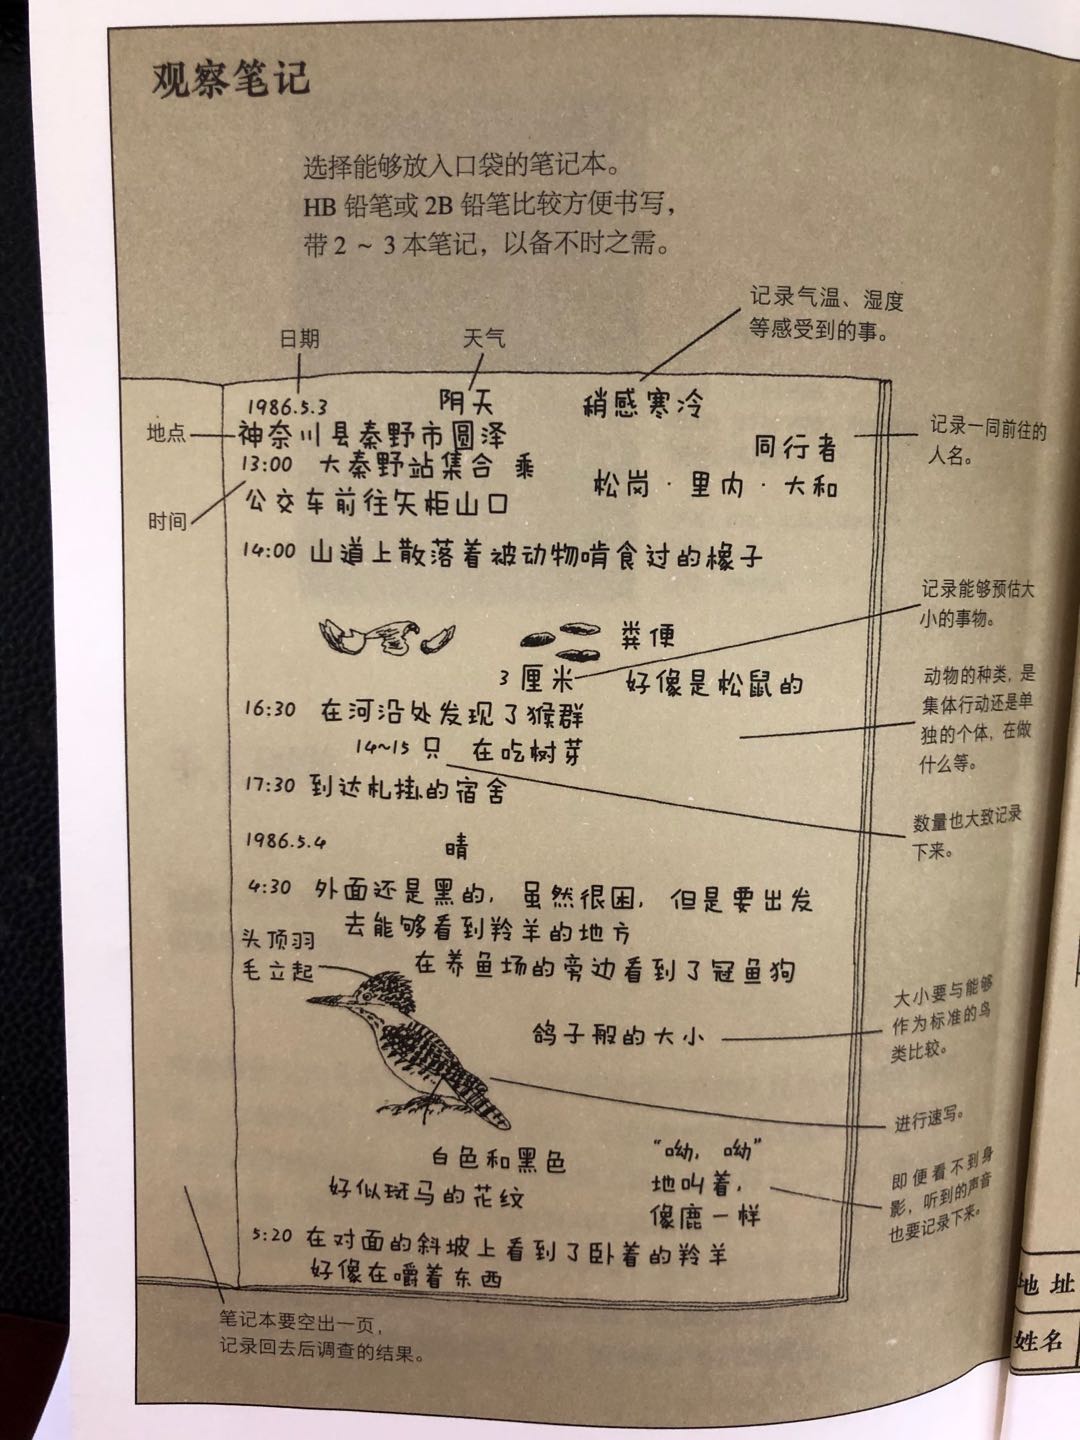 观察笔记
选择能够放入口袋的笔记本。
HB 铅笔或 2B 铅笔比较方便书写，
带 2 ~ 3 本笔记，以备不时之需。
记录气温、湿度
等感受到的事。
日期
天气
1986.5.3 阴天 稍感寒冷
地点
神奈川县秦野市圆泽
同行者
记录一同前往的
人名。
13:00 大秦野站集合 乘
松岗·里内·大和
时间
公交车前往矢柜山口
14:00 山道上散落着被动物啃食过的橡子
记录能够预估大
小的事物。
粪便
3 厘米 好像是松鼠的
动物的种类，是
集体行动还是单
独的个体，在做
什么等。
16:30 在河沿处发现了猴群
14~15 只 在吃树芽
17:30 到达札挂的宿舍
数量也大致记录
下来。
1986.5.4 晴
4:30 外面还是黑的，虽然很困，但是要出发
去能够看到羚羊的地方
头顶羽
毛立起
在养鱼场的旁边看到了冠鱼狗
鸽子般的大小
大小要与能够
作为标准的鸟
类比较。
进行速写。
白色和黑色
好似斑马的花纹
“呦，呦”
地叫着，
像鹿一样
即便看不到身
影，听到的声音
也要记录下来。
5:20 在对面的斜坡上看到了卧着的羚羊
好像在嚼着东西
笔记本要空出一页，
记录回去后调查的结果。
地址
姓名